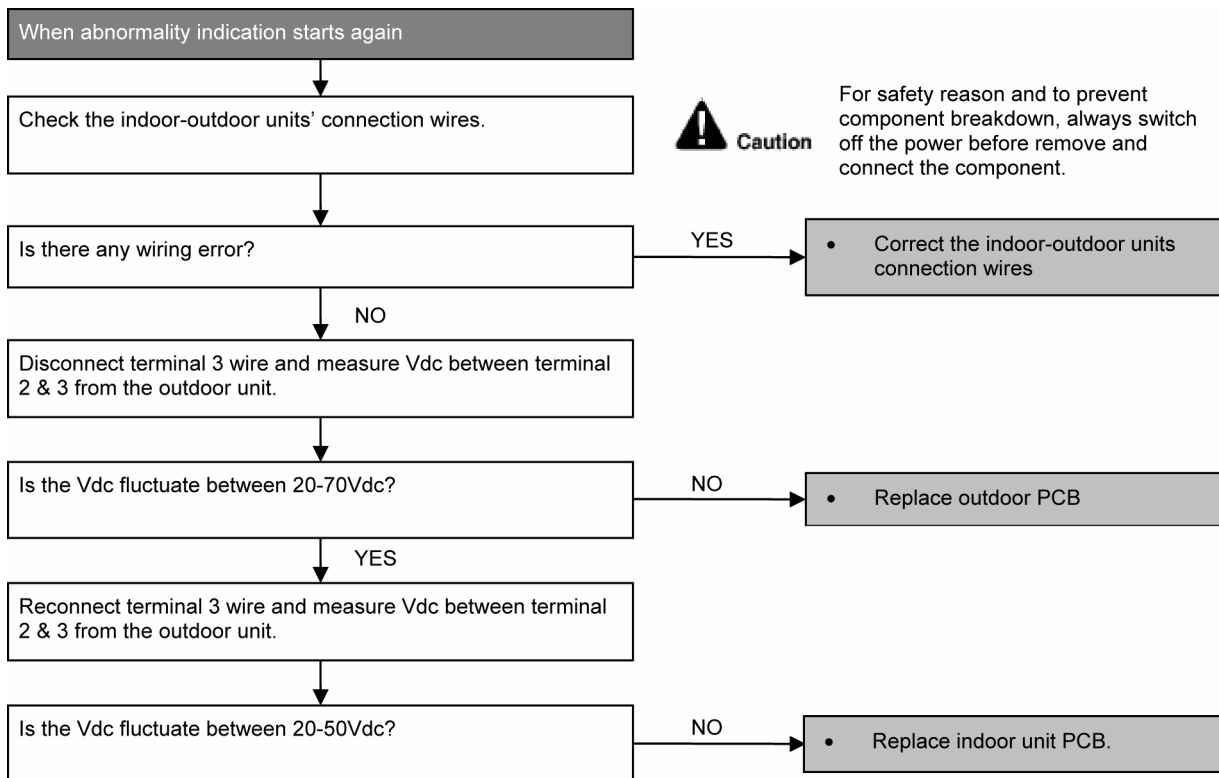 When abnormality indication starts again
Check the indoor-outdoor units' connection wires.
Caution
For safety reason and to prevent
component breakdown, always switch
off the power before remove and
connect the component.
Is there any wiring error?
YES
• Correct the indoor-outdoor units
connection wires
NO
Disconnect terminal 3 wire and measure Vdc between terminal
2 & 3 from the outdoor unit.
Is the Vdc fluctuate between 20-70Vdc?
NO
• Replace outdoor PCB
YES
Reconnect terminal 3 wire and measure Vdc between terminal
2 & 3 from the outdoor unit.
Is the Vdc fluctuate between 20-50Vdc?
NO
• Replace indoor unit PCB.